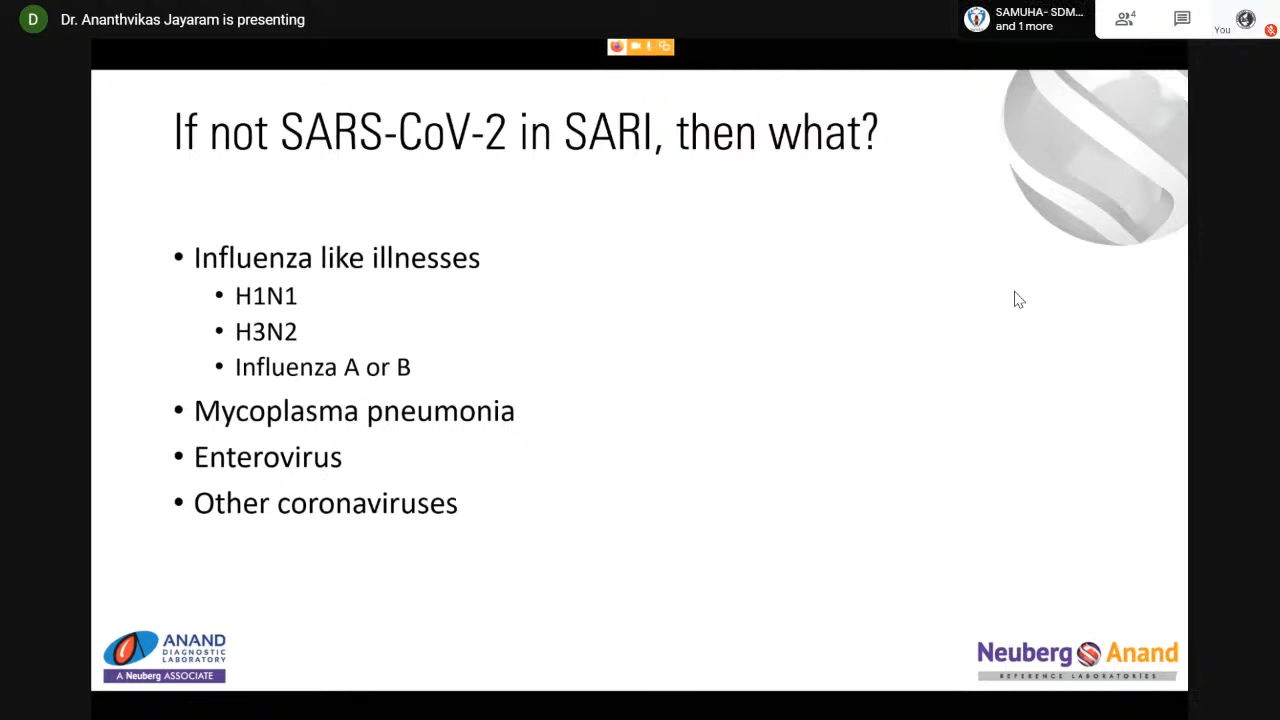 D
Dr. Ananthvikas Jayaram is presenting
SAMUHA- SDM...
and 1 more
4
You
If not SARS-CoV-2 in SARI, then what?
• Influenza like illnesses
• H1N1
• H3N2
• Influenza A or B
• Mycoplasma pneumonia
• Enterovirus
• Other coronaviruses
ANAND
DIAGNOSTIC
LABORATORY
A Neuberg ASSOCIATE
Neuberg Anand
REFERENCE LABORATORIES